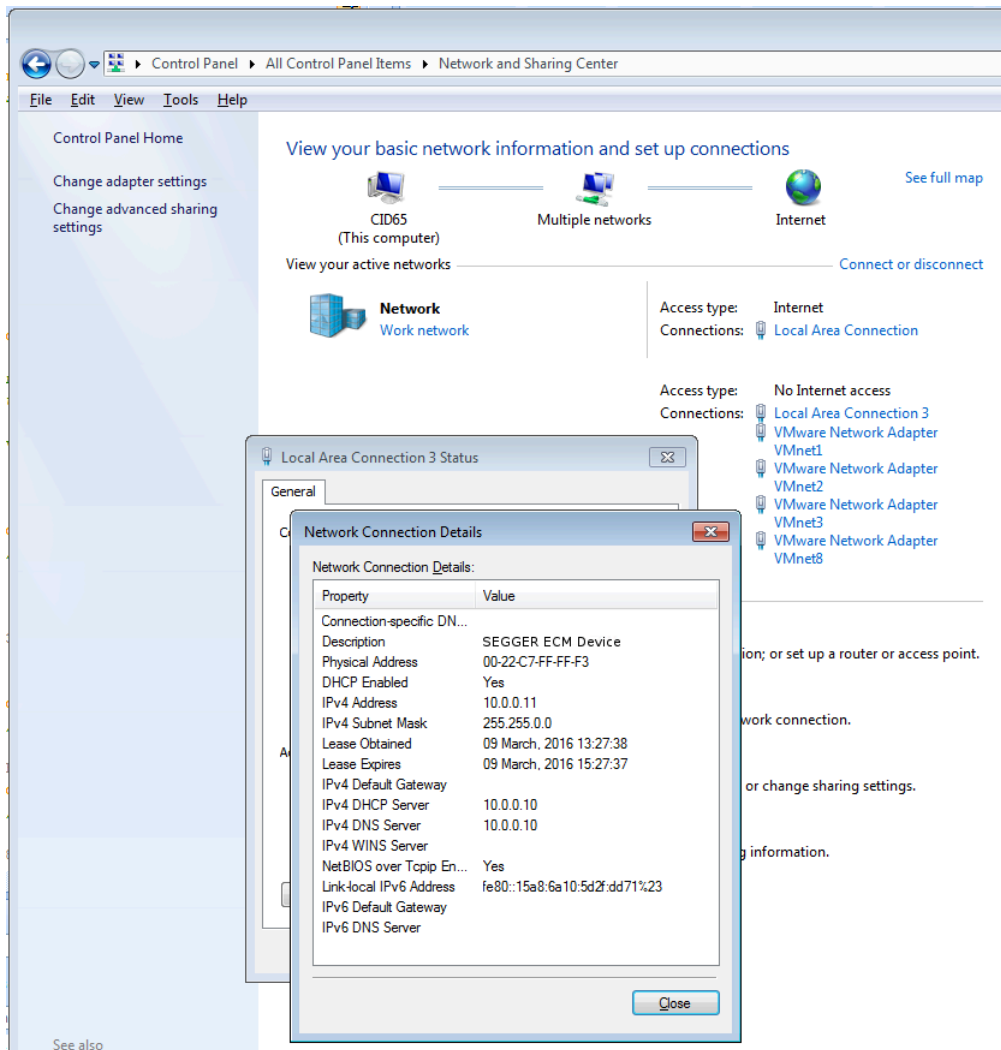 Control Panel All Control Panel Items Network and Sharing Center
File Edit View Tools Help
Control Panel Home
Change adapter settings
Change advanced sharing
settings
See also
View your basic network information and set up connections
See full map
CID65
(This computer)
Multiple networks
Internet
View your active networks
Connect or disconnect
Network
Work network
Access type: Internet
Connections: Local Area Connection
Access type: No Internet access
Connections: Local Area Connection 3
VMware Network Adapter
VMnet1
VMware Network Adapter
VMnet2
VMware Network Adapter
VMnet3
VMware Network Adapter
VMnet8
or set up a router or access point.
connection.
or change sharing settings.
information.
Local Area Connection 3 Status
General
Network Connection Details
Network Connection Details:
Property Value
Connection-specific DN...
Description SEGGER ECM Device
Physical Address 00-22-C7-FF-FF-F3
DHCP Enabled Yes
IPv4 Address 10.0.0.11
IPv4 Subnet Mask 255.255.0.0
Lease Obtained 09 March, 2016 13:27:38
Lease Expires 09 March, 2016 15:27:37
IPv4 Default Gateway
IPv4 DHCP Server 10.0.0.10
IPv4 DNS Server 10.0.0.10
IPv4 WINS Server
NetBIOS over Tcpip En... Yes
Link-local IPv6 Address fe80::15a8:6a10:5d2f:dd71%23
IPv6 Default Gateway
IPv6 DNS Server
Close